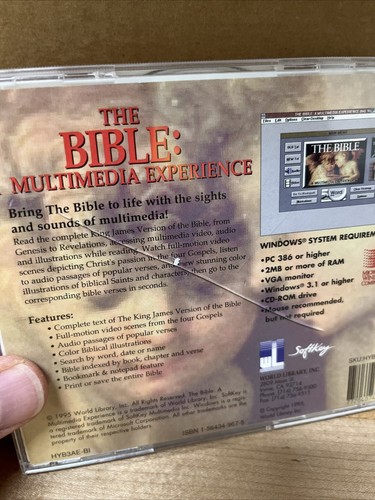 THE
BIBLE:
MULTIMEDIA EXPERIENCE
Bring The Bible to life with the sights
and sounds of multimedia!
Read the complete King James Version of the Bible, from
Genesis to Revelations, accessing multimedia video, audio
and illustrations while reading. Watch full-motion video
scenes depicting Christ's passion in the four Gospels, listen
to audio passages of popular verses, and view stunning color
illustrations of biblical Saints and characters, then go to the
corresponding bible verses in seconds.
Features:
• Complete text of The King James Version of the Bible
• Full-motion video scenes from the four Gospels
• Audio passages of popular verses
• Color Biblical illustrations
• Search by word, date or name
• Bible indexed by book, chapter and verse
• Bookmark & notepad feature
• Print or save the entire Bible
© 1995 World Library, Inc. All Rights Reserved. The Bible: A
Multimedia Experience is a trademark of World Library, Inc. SoftKey is
a registered trademark of SoftKey
tered trademark of Microsoft Corporation. All other trademarks are the
property of their respective holders.
HYB3AE-BI
ISBN 1-56434-967-8
THE BIBLE
Word
WINDOWS® SYSTEM REQUIREM
• PC 386 or higher
• 2MB or more of RAM
• VGA monitor
• Windows® 3.1 or higher
• CD-ROM drive
• Mouse recommended,
but not required
wL
SoftKey
WORLD LIBRARY, INC.